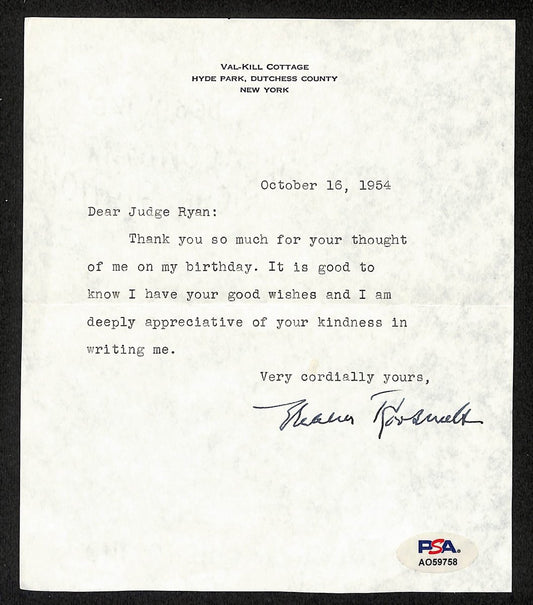 VAL-KILL COTTAGE
HYDE PARK, DUTCHESS COUNTY
NEW YORK
October 16, 1954
Dear Judge Ryan:
Thank you so much for your thought
of me on my birthday. It is good to
know I have your good wishes and I am
deeply appreciative of your kindness in
writing me.
Very cordially yours,
Eleanor Roosevelt
PSA.
AO59758